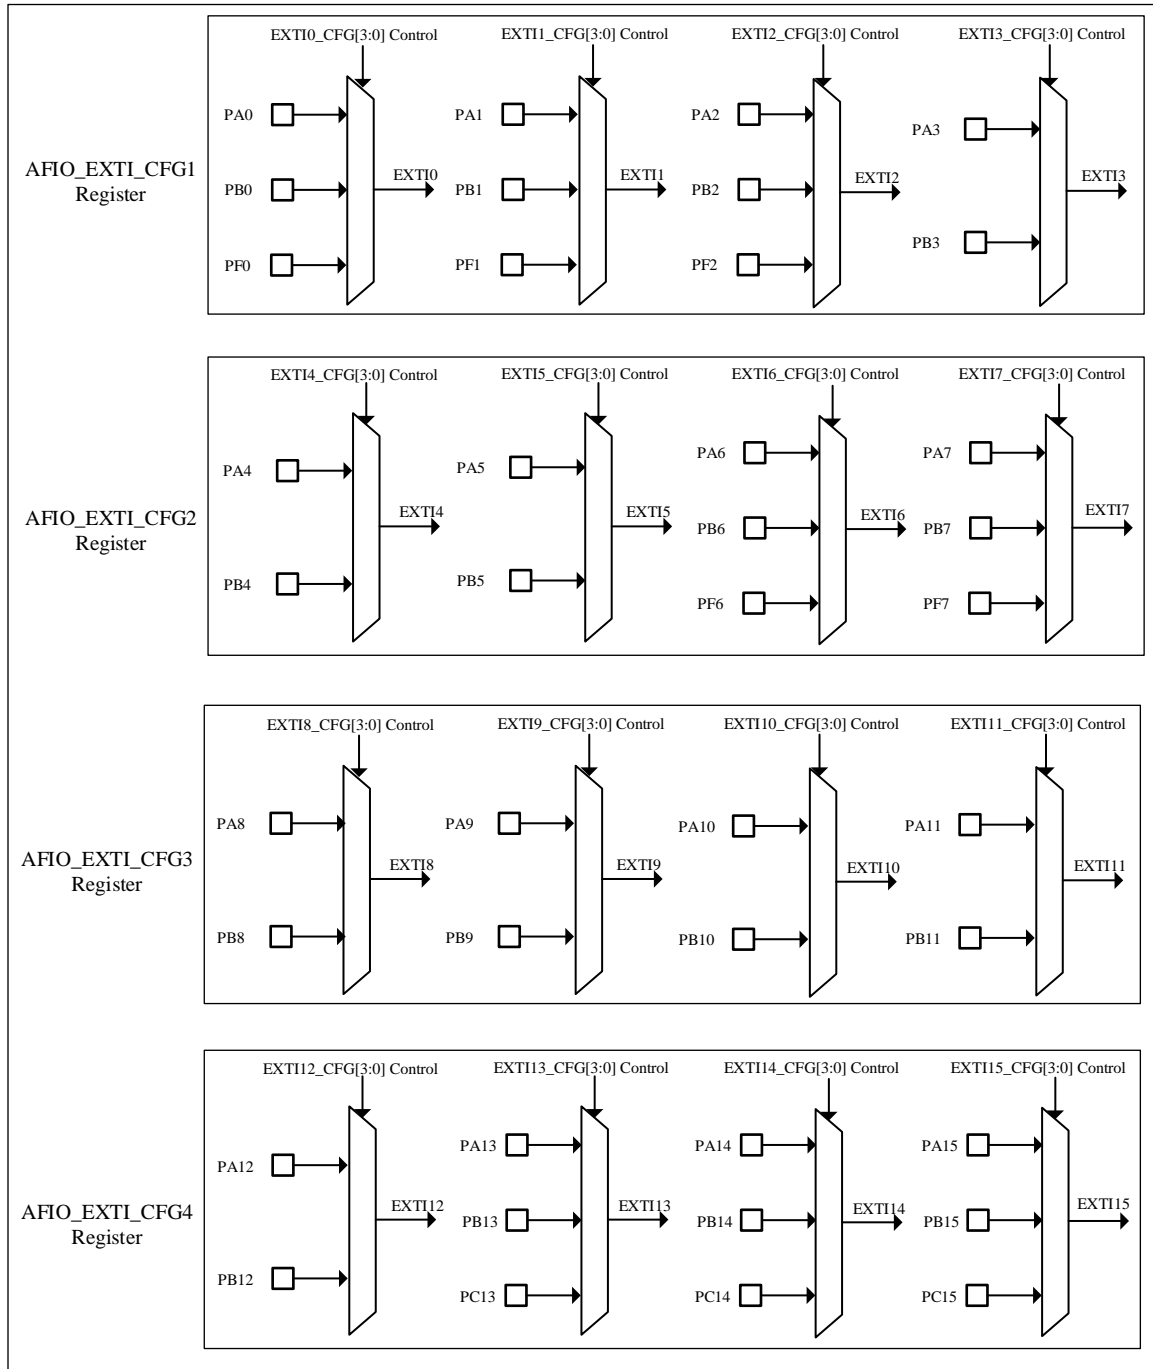 EXTI0_CFG[3:0] Control
EXTI1_CFG[3:0] Control
EXTI2_CFG[3:0] Control
EXTI3_CFG[3:0] Control
AFIO_EXTI_CFG1
Register
PA0
PB0
PF0
EXTI0
PA1
PB1
PF1
EXTI1
PA2
PB2
PF2
EXTI2
PA3
PB3
EXTI3
EXTI4_CFG[3:0] Control
EXTI5_CFG[3:0] Control
EXTI6_CFG[3:0] Control
EXTI7_CFG[3:0] Control
AFIO_EXTI_CFG2
Register
PA4
PB4
EXTI4
PA5
PB5
EXTI5
PA6
PB6
PF6
EXTI6
PA7
PB7
PF7
EXTI7
EXTI8_CFG[3:0] Control
EXTI9_CFG[3:0] Control
EXTI10_CFG[3:0] Control
EXTI11_CFG[3:0] Control
AFIO_EXTI_CFG3
Register
PA8
PB8
EXTI8
PA9
PB9
EXTI9
PA10
PB10
EXTI10
PA11
PB11
EXTI11
EXTI12_CFG[3:0] Control
EXTI13_CFG[3:0] Control
EXTI14_CFG[3:0] Control
EXTI15_CFG[3:0] Control
AFIO_EXTI_CFG4
Register
PA12
PB12
EXTI12
PA13
PB13
PC13
EXTI13
PA14
PB14
PC14
EXTI14
PA15
PB15
PC15
EXTI15